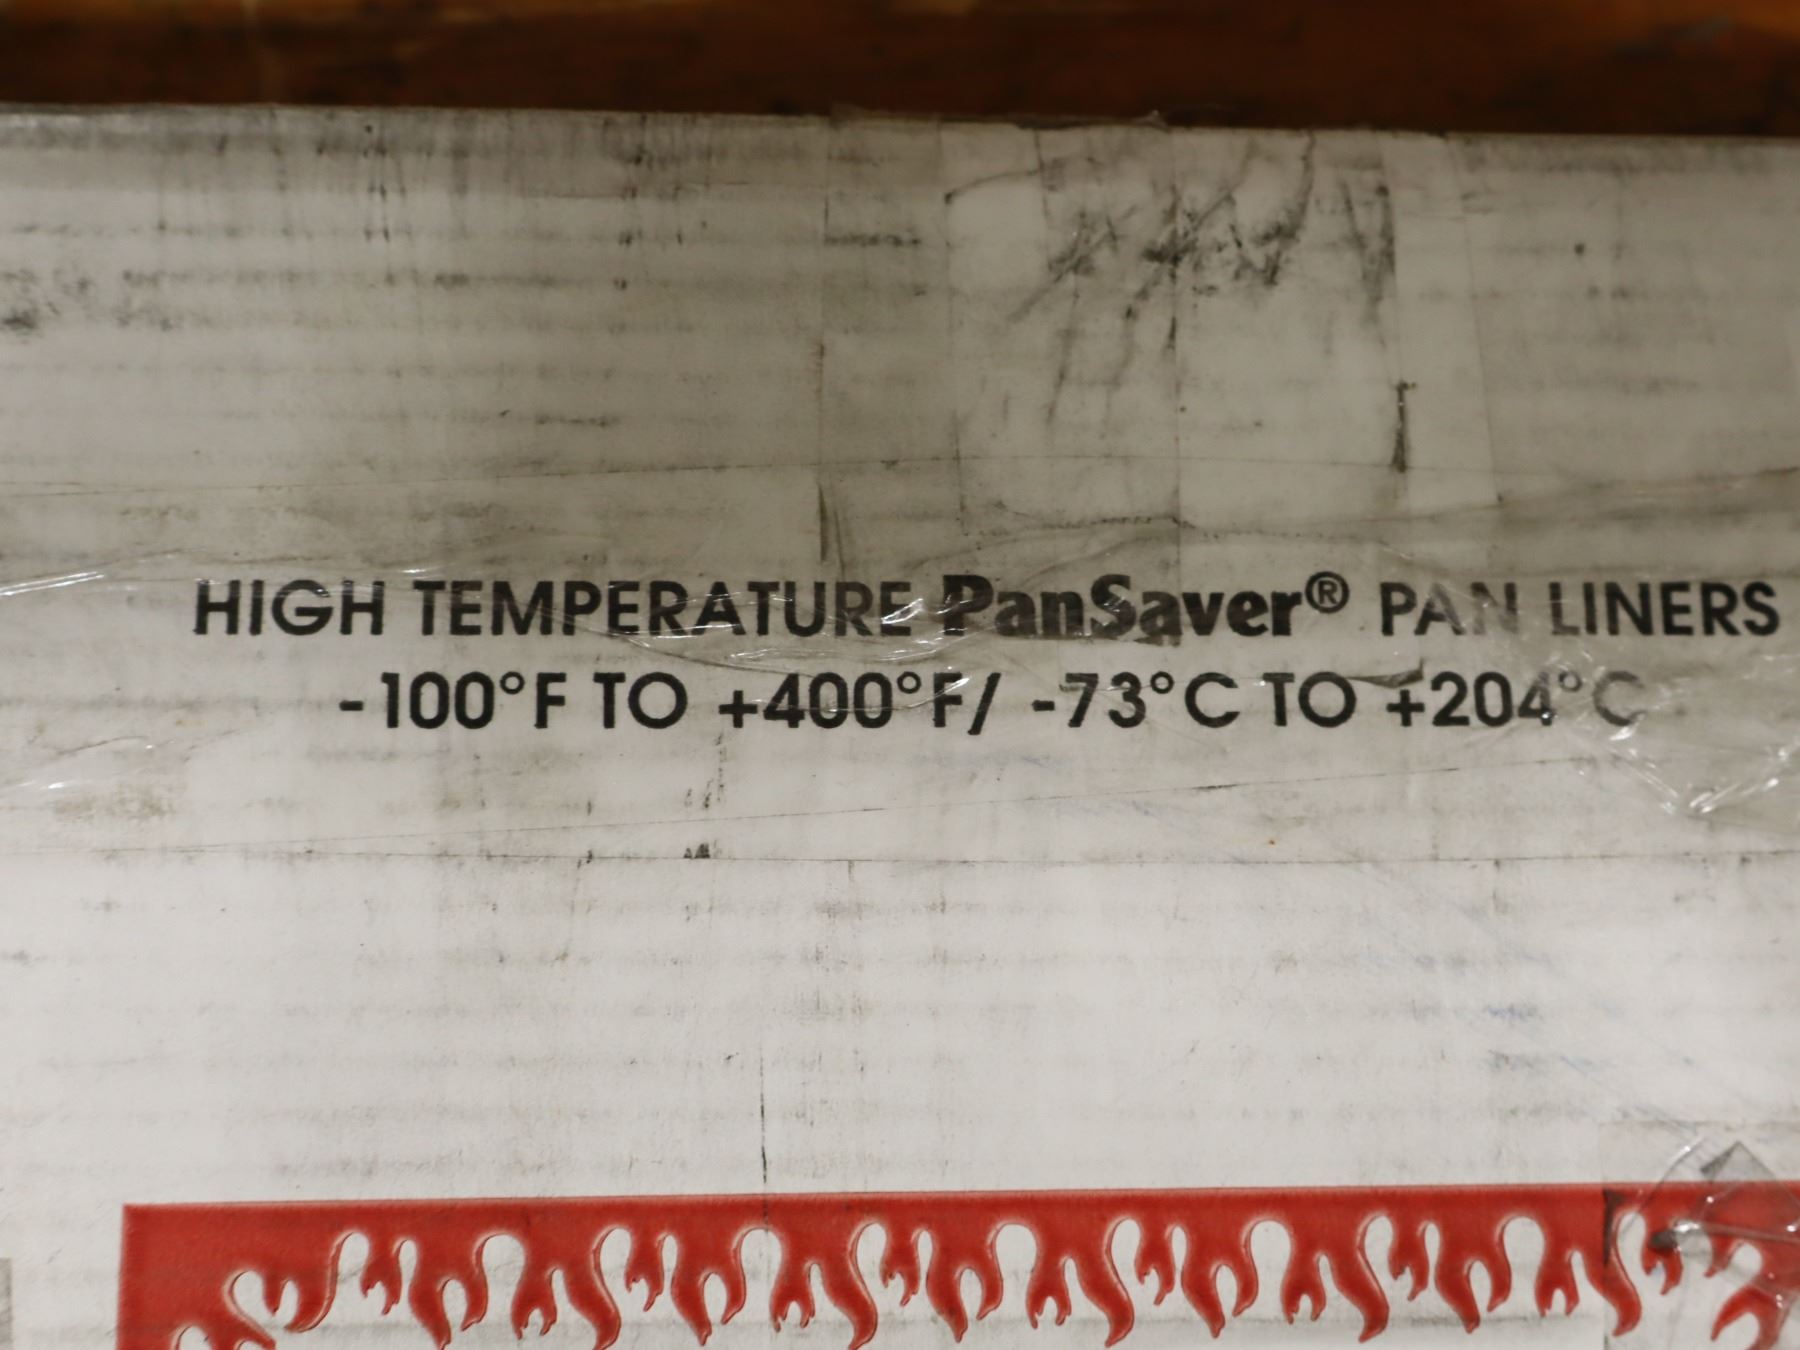 HIGH TEMPERATURE PanSaver® PAN LINERS
-100°F TO +400°F/ -73°C TO +204°C